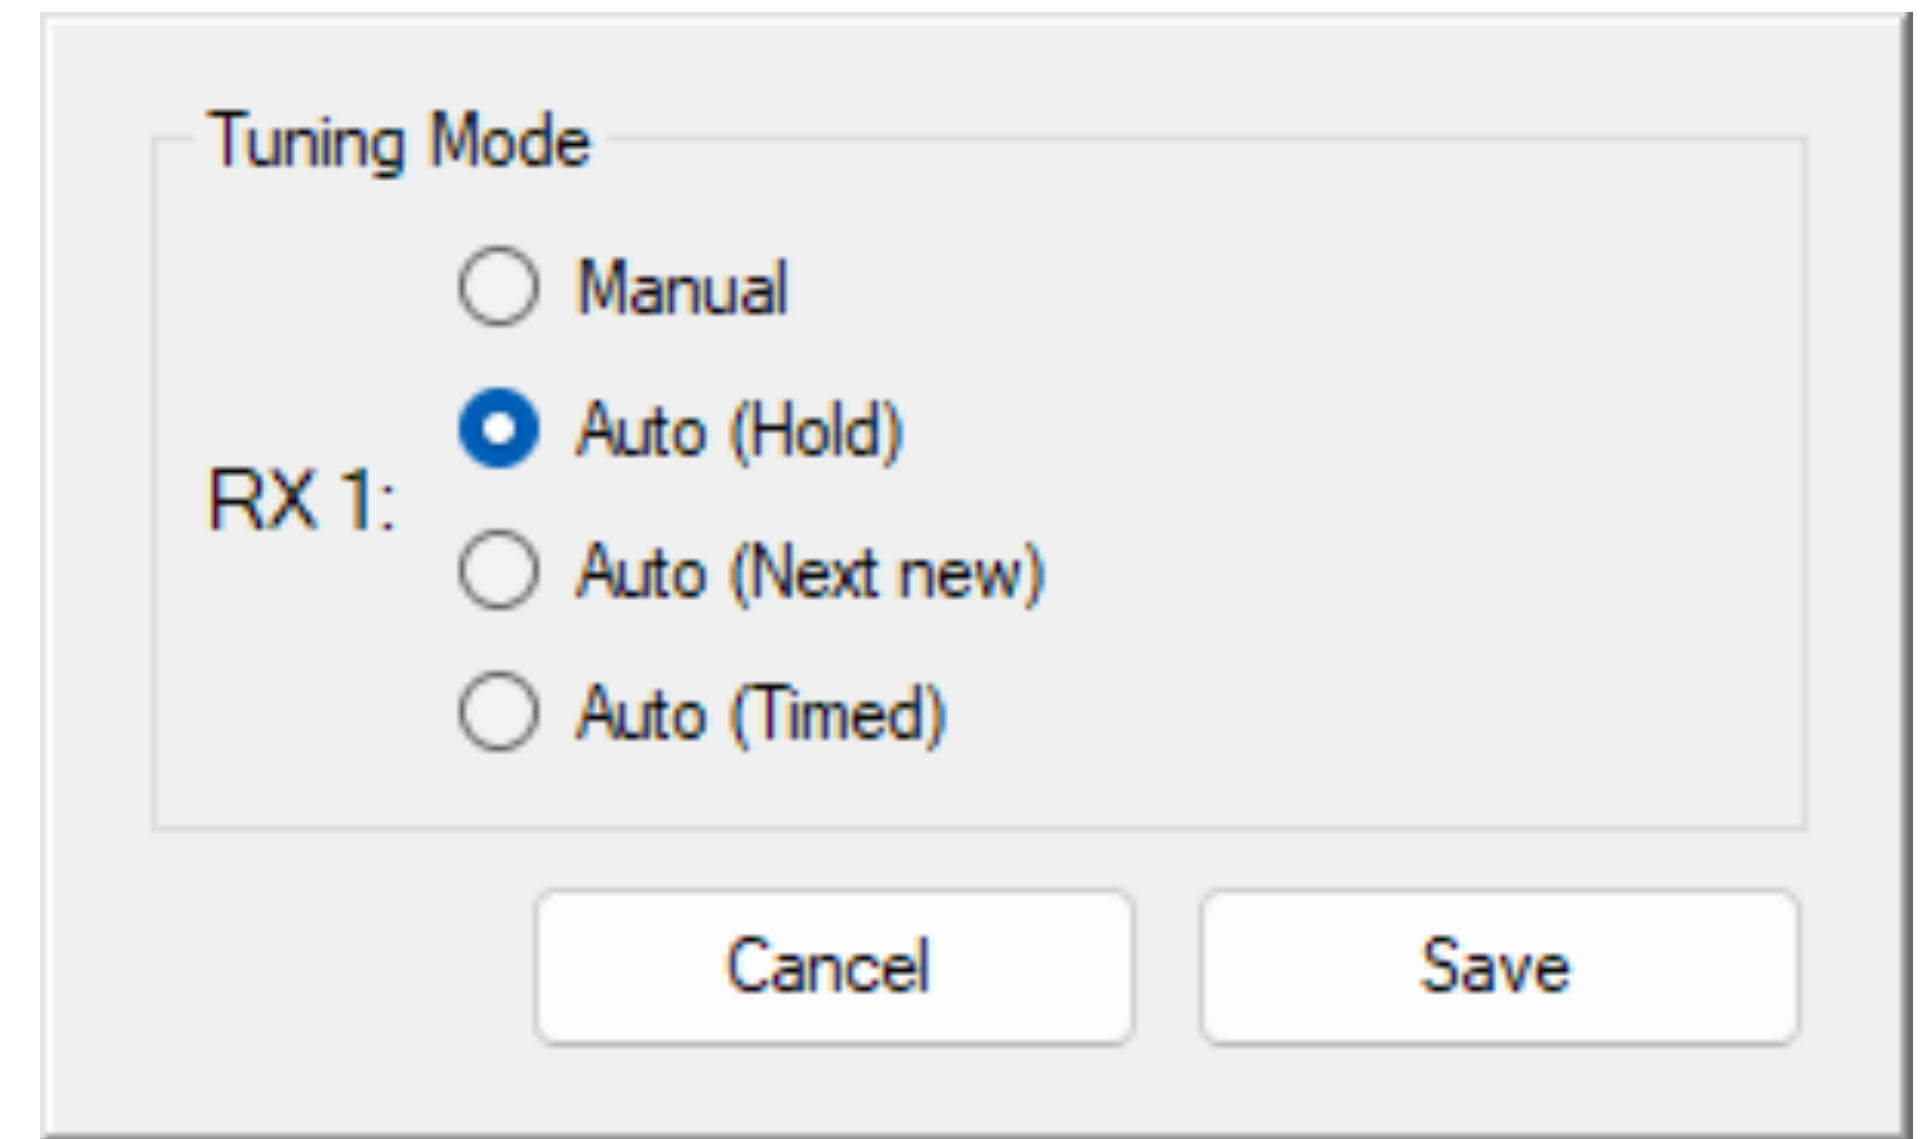 Tuning Mode
Manual
Auto (Hold)
RX 1:
Auto (Next new)
Auto (Timed)
Cancel
Save